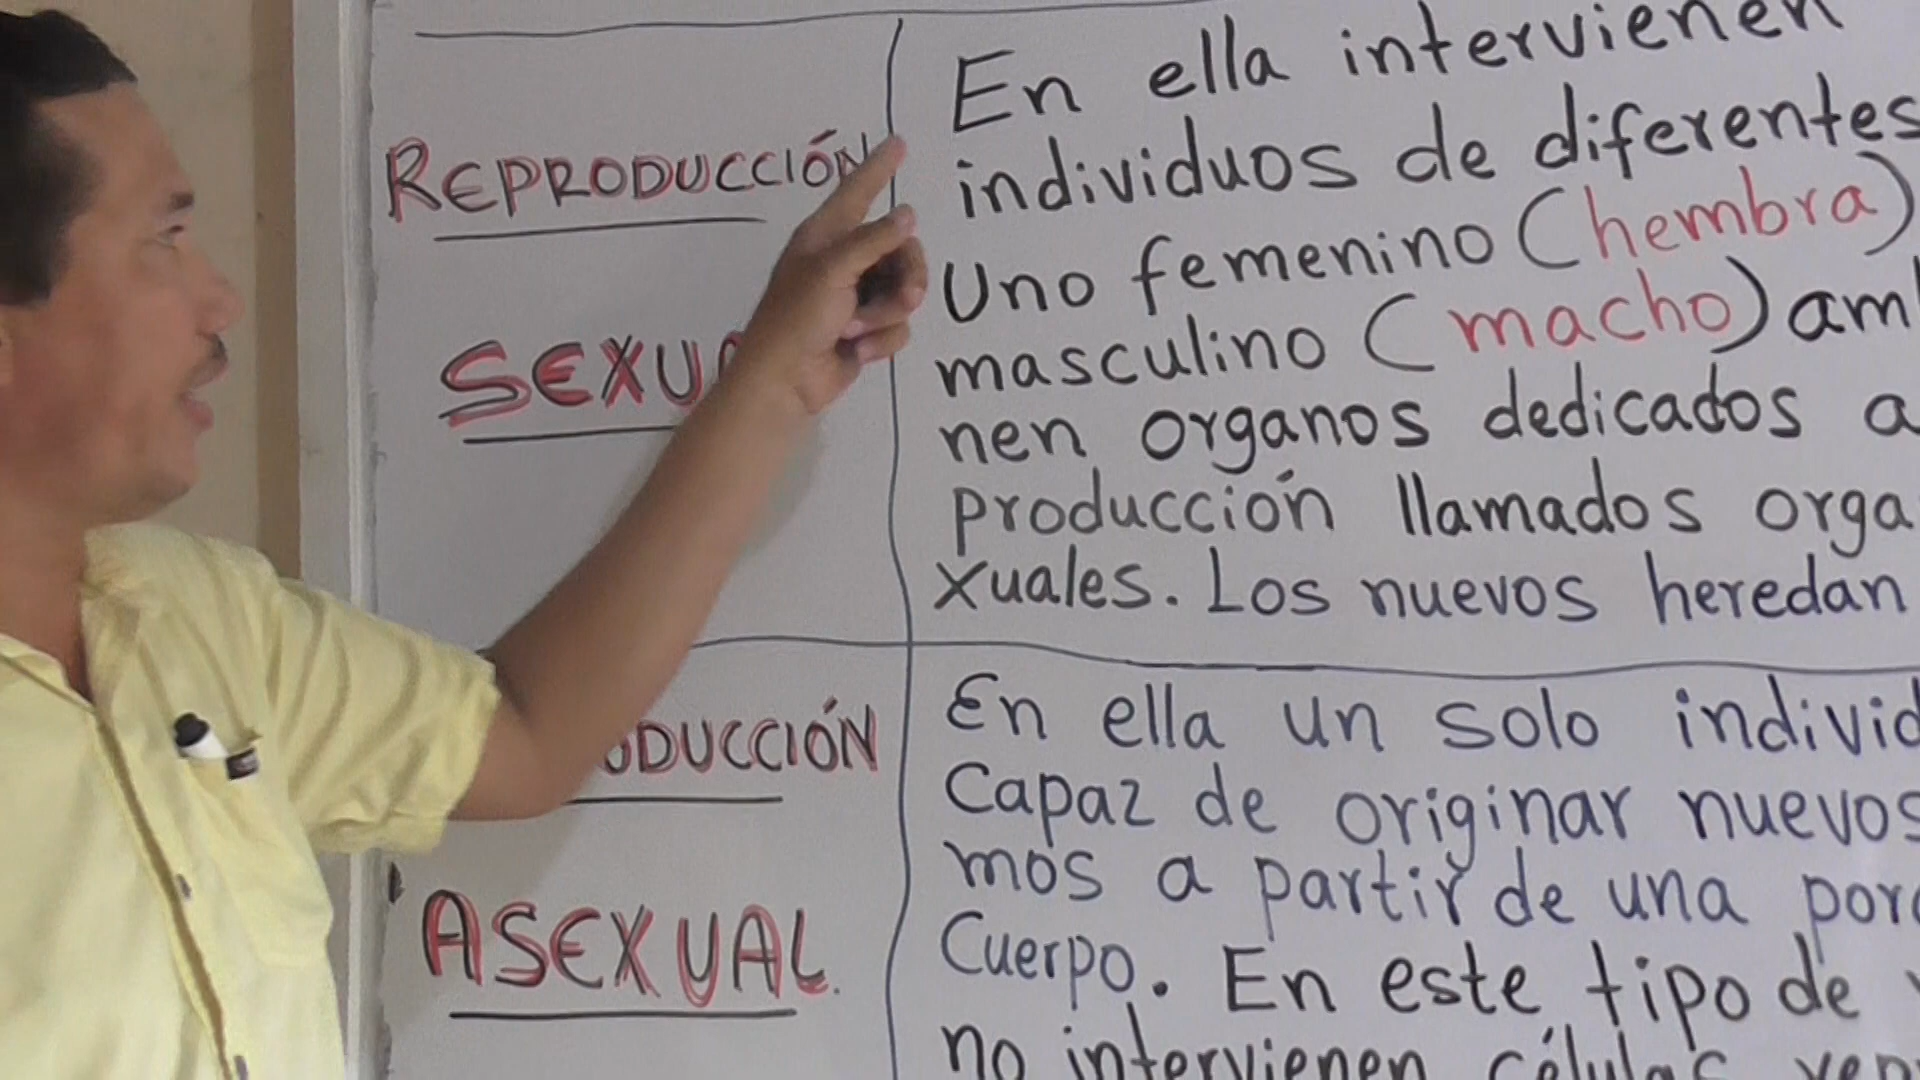 REPRODUCCIÓN
SEXUA
En ella intervienen
individuos de diferentes
Uno femenino (hembra)
masculino (macho) am
nen organos dedicados a
producción llamados orga
xuales. Los nuevos heredan
ODUCCIÓN
ASEXUAL.
En ella un solo individ
Capaz de originar nuevos
mos a partir de una porc
Cuerpo. En este tipo de
no intervienen células